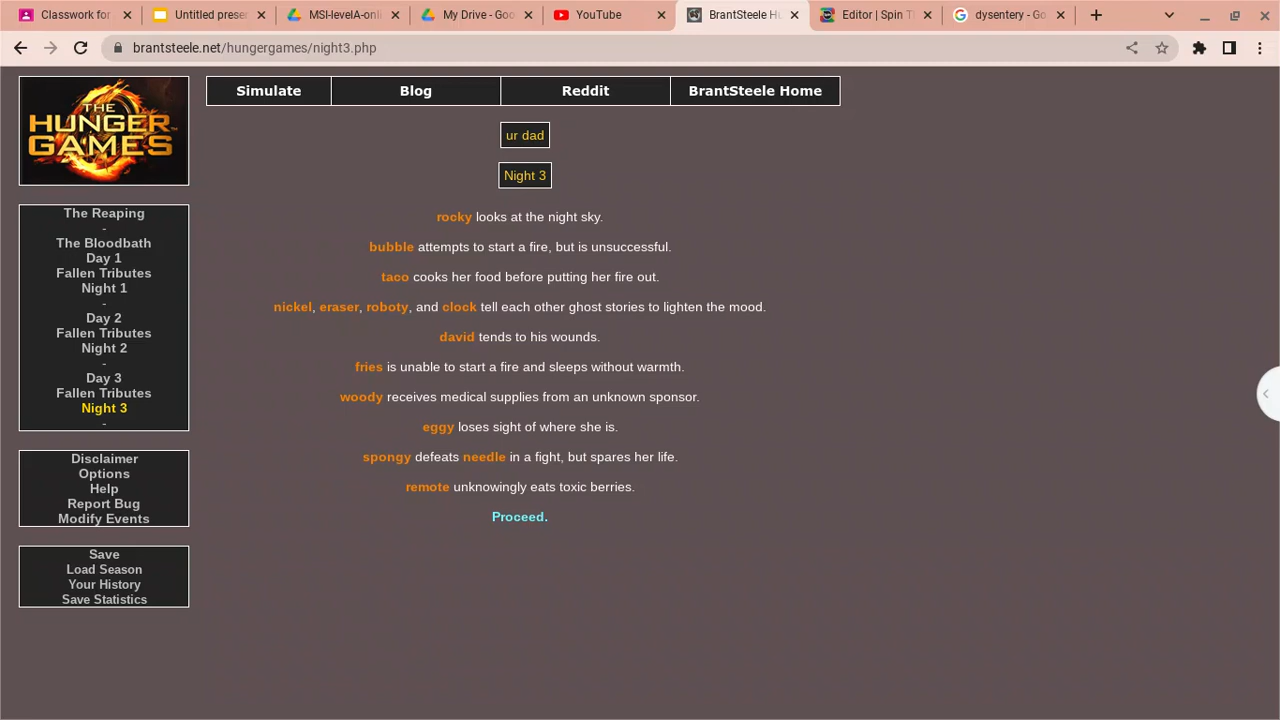 Classwork for
Untitled prese
MSI-levelA-onl
My Drive - Goo
YouTube
BrantSteele Hu
Editor | Spin T
dysentery - Go
brantsteele.net/hungergames/night3.php
THE
HUNGER
GAMES
Simulate
Blog
Reddit
BrantSteele Home
ur dad
Night 3
The Reaping
-
The Bloodbath
Day 1
Fallen Tributes
Night 1
-
Day 2
Fallen Tributes
Night 2
-
Day 3
Fallen Tributes
Night 3
-
Disclaimer
Options
Help
Report Bug
Modify Events
Save
Load Season
Your History
Save Statistics
rocky looks at the night sky.
bubble attempts to start a fire, but is unsuccessful.
taco cooks her food before putting her fire out.
nickel, eraser, roboty, and clock tell each other ghost stories to lighten the mood.
david tends to his wounds.
fries is unable to start a fire and sleeps without warmth.
woody receives medical supplies from an unknown sponsor.
eggy loses sight of where she is.
spongy defeats needle in a fight, but spares her life.
remote unknowingly eats toxic berries.
Proceed.